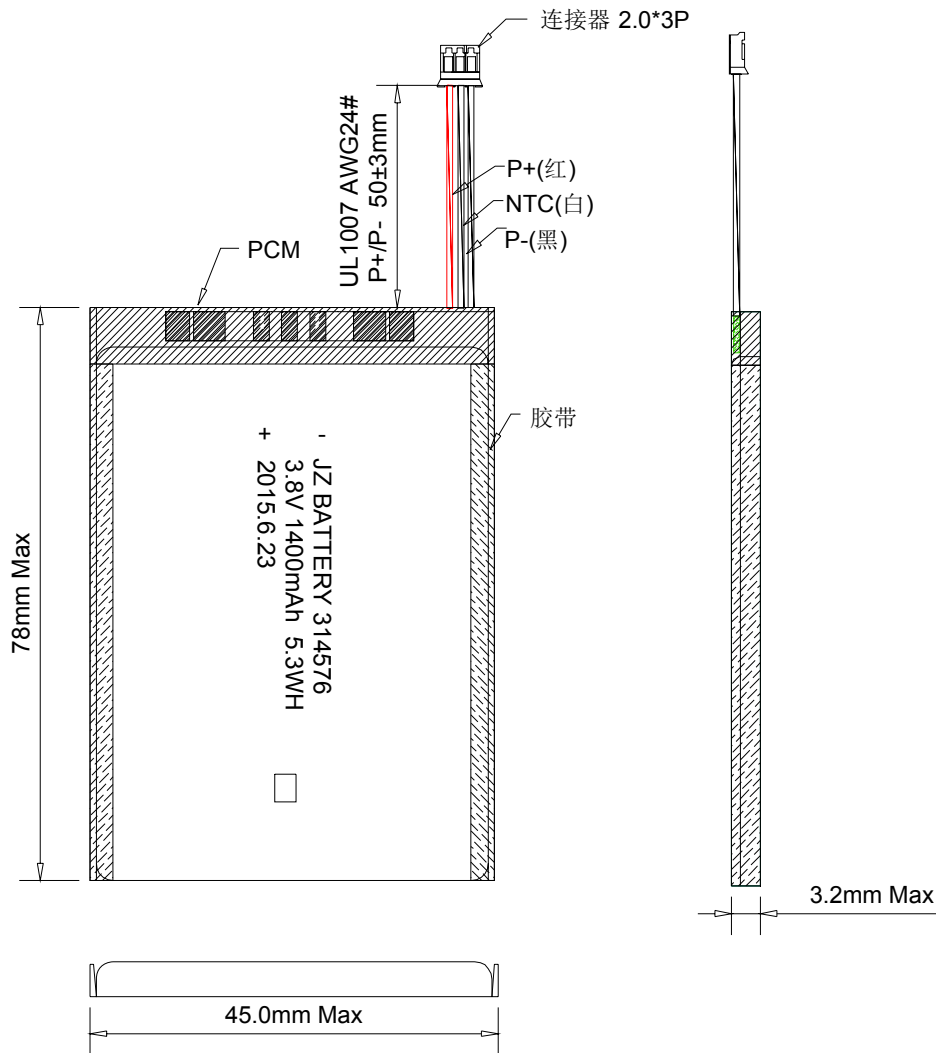 连接器 2.0*3P
UL1007 AWG24#
P+/P- 50±3mm
P+(红)
NTC(白)
P-(黑)
PCM
胶带
- JZ BATTERY 314576
3.8V 1400mAh 5.3WH
+ 2015.6.23
78mm Max
3.2mm Max
45.0mm Max